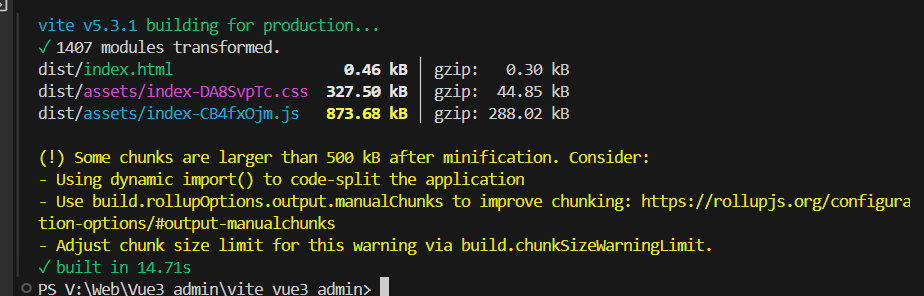 vite v5.3.1 building for production...
✓ 1407 modules transformed.
dist/index.html                   0.46 kB │ gzip:   0.30 kB
dist/assets/index-DA8SvpTc.css  327.50 kB │ gzip:  44.85 kB
dist/assets/index-CB4fxOjm.js   873.68 kB │ gzip: 288.02 kB
(!) Some chunks are larger than 500 kB after minification. Consider:
- Using dynamic import() to code-split the application
- Use build.rollupOptions.output.manualChunks to improve chunking: https://rollupjs.org/configura
tion-options/#output-manualchunks
- Adjust chunk size limit for this warning via build.chunkSizeWarningLimit.
✓ built in 14.71s
PS V:\Web\Vue3_admin\vite_vue3_admin>